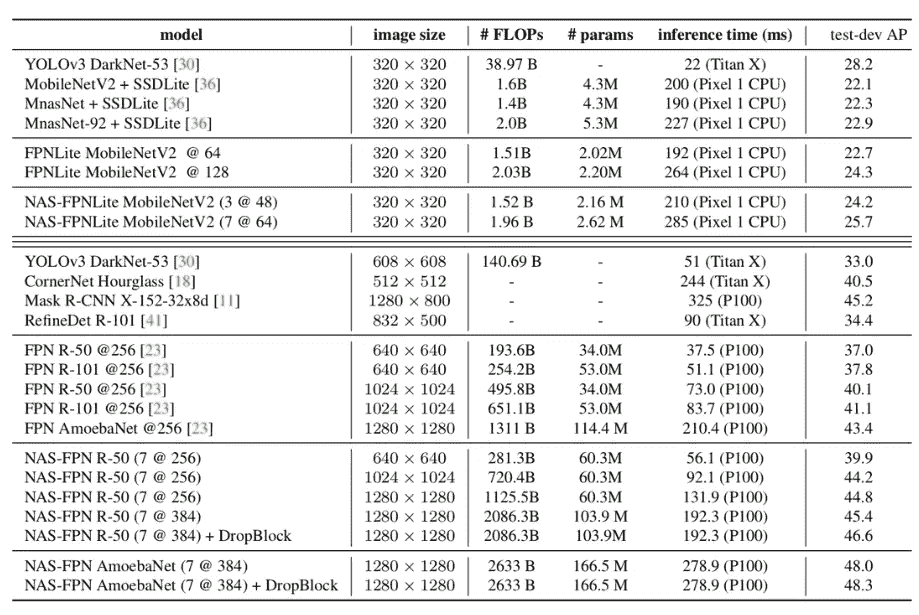 model image size # FLOPs # params inference time (ms) test-dev AP
YOLOv3 DarkNet-53 [30] 320 × 320 38.97 B - 22 (Titan X) 28.2
MobileNetV2 + SSDLite [36] 320 × 320 1.6B 4.3M 200 (Pixel 1 CPU) 22.1
MnasNet + SSDLite [36] 320 × 320 1.4B 4.3M 190 (Pixel 1 CPU) 22.3
MnasNet-92 + SSDLite [36] 320 × 320 2.0B 5.3M 227 (Pixel 1 CPU) 22.9
FPNLite MobileNetV2 @ 64 320 × 320 1.51B 2.02M 192 (Pixel 1 CPU) 22.7
FPNLite MobileNetV2 @ 128 320 × 320 2.03B 2.20M 264 (Pixel 1 CPU) 24.3
NAS-FPNLite MobileNetV2 (3 @ 48) 320 × 320 1.52 B 2.16 M 210 (Pixel 1 CPU) 24.2
NAS-FPNLite MobileNetV2 (7 @ 64) 320 × 320 1.96 B 2.62 M 285 (Pixel 1 CPU) 25.7
YOLOv3 DarkNet-53 [30] 608 × 608 140.69 B - 51 (Titan X) 33.0
CornerNet Hourglass [18] 512 × 512 - - 244 (Titan X) 40.5
Mask R-CNN X-152-32x8d [11] 1280 × 800 - - 325 (P100) 45.2
RefineDet R-101 [41] 832 × 500 - - 90 (Titan X) 34.4
FPN R-50 @256 [23] 640 × 640 193.6B 34.0M 37.5 (P100) 37.0
FPN R-101 @256 [23] 640 × 640 254.2B 53.0M 51.1 (P100) 37.8
FPN R-50 @256 [23] 1024 × 1024 495.8B 34.0M 73.0 (P100) 40.1
FPN R-101 @256 [23] 1024 × 1024 651.1B 53.0M 83.7 (P100) 41.1
FPN AmoebaNet @256 [23] 1280 × 1280 1311 B 114.4 M 210.4 (P100) 43.4
NAS-FPN R-50 (7 @ 256) 640 × 640 281.3B 60.3M 56.1 (P100) 39.9
NAS-FPN R-50 (7 @ 256) 1024 × 1024 720.4B 60.3M 92.1 (P100) 44.2
NAS-FPN R-50 (7 @ 256) 1280 × 1280 1125.5B 60.3M 131.9 (P100) 44.8
NAS-FPN R-50 (7 @ 384) 1280 × 1280 2086.3B 103.9 M 192.3 (P100) 45.4
NAS-FPN R-50 (7 @ 384) + DropBlock 1280 × 1280 2086.3B 103.9M 192.3 (P100) 46.6
NAS-FPN AmoebaNet (7 @ 384) 1280 × 1280 2633 B 166.5 M 278.9 (P100) 48.0
NAS-FPN AmoebaNet (7 @ 384) + DropBlock 1280 × 1280 2633 B 166.5 M 278.9 (P100) 48.3